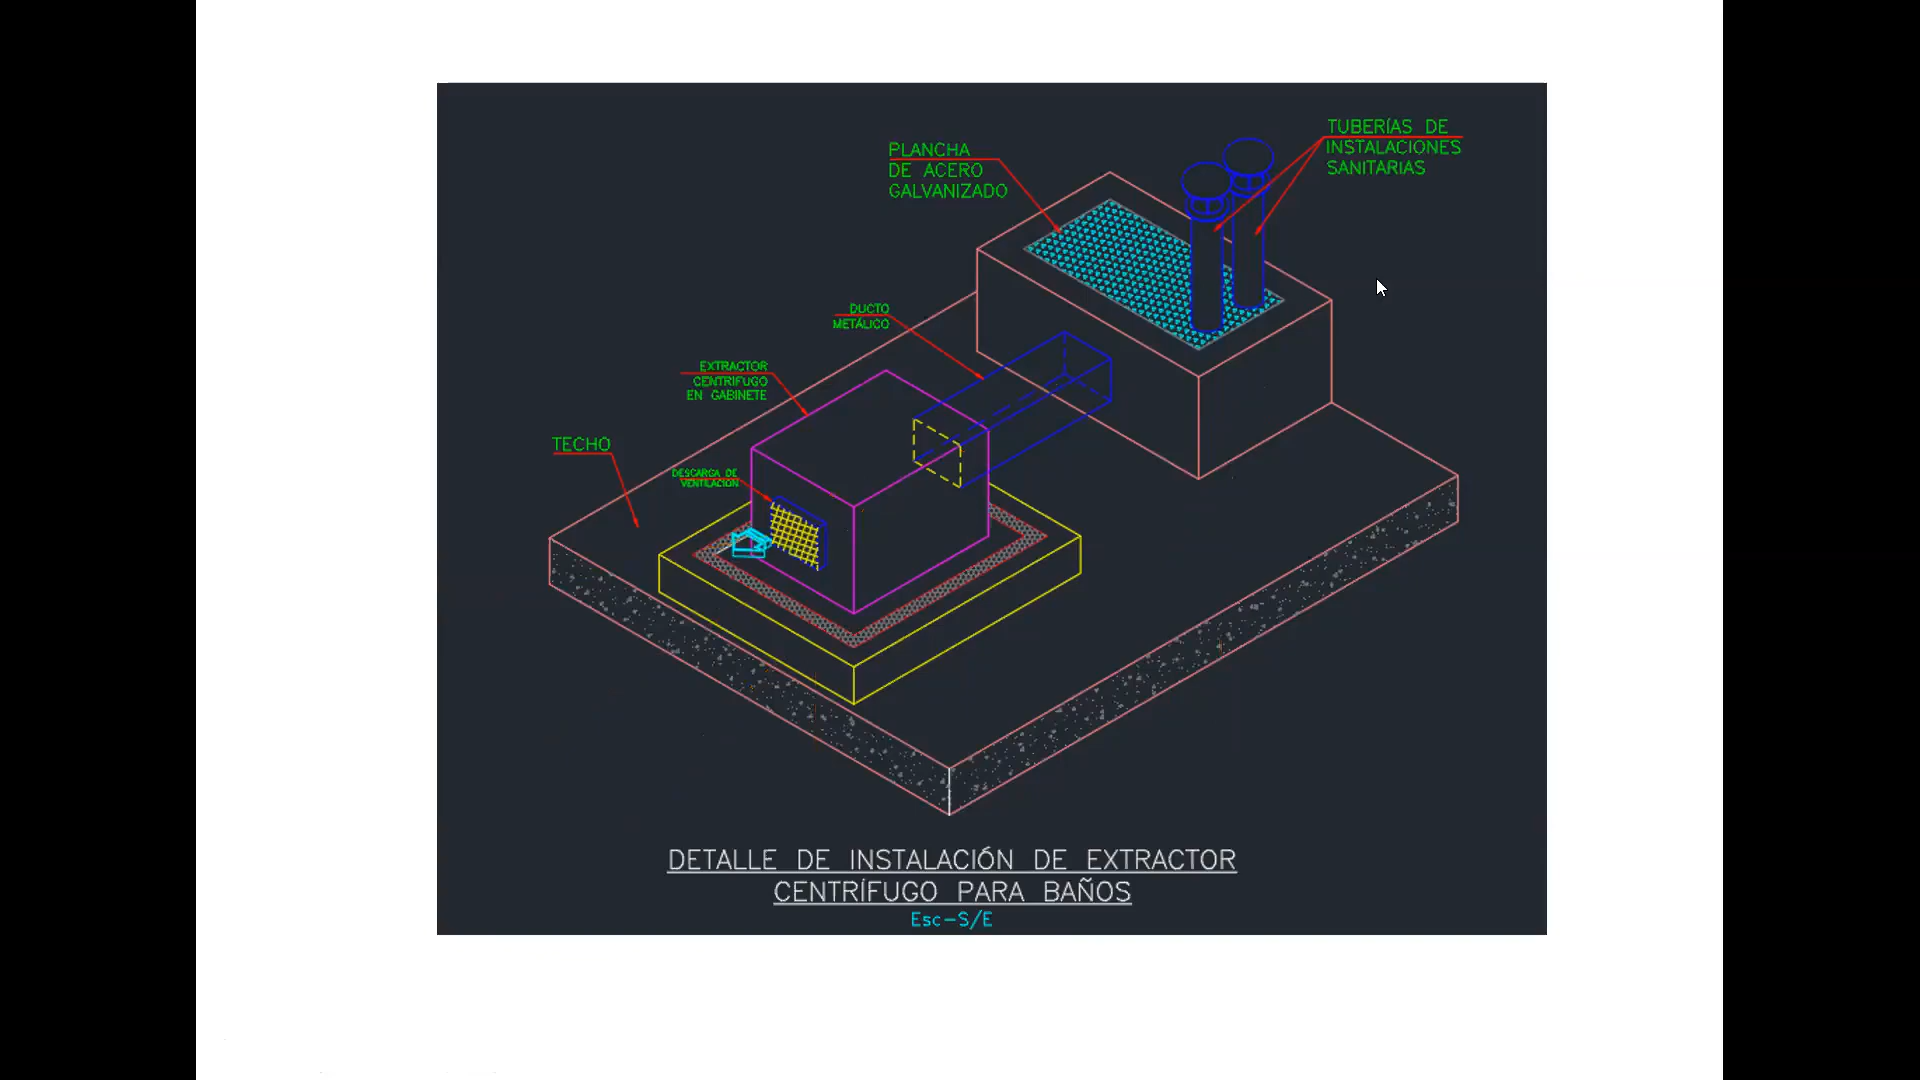 TUBERÍAS DE
INSTALACIONES
SANITARIAS
PLANCHA
DE ACERO
GALVANIZADO
DUCTO
METÁLICO
EXTRACTOR
CENTRIFUGO
EN GABINETE
TECHO
DESCARGA DE
VENTILACION
DETALLE DE INSTALACIÓN DE EXTRACTOR
CENTRÍFUGO PARA BAÑOS
Esc-S/E